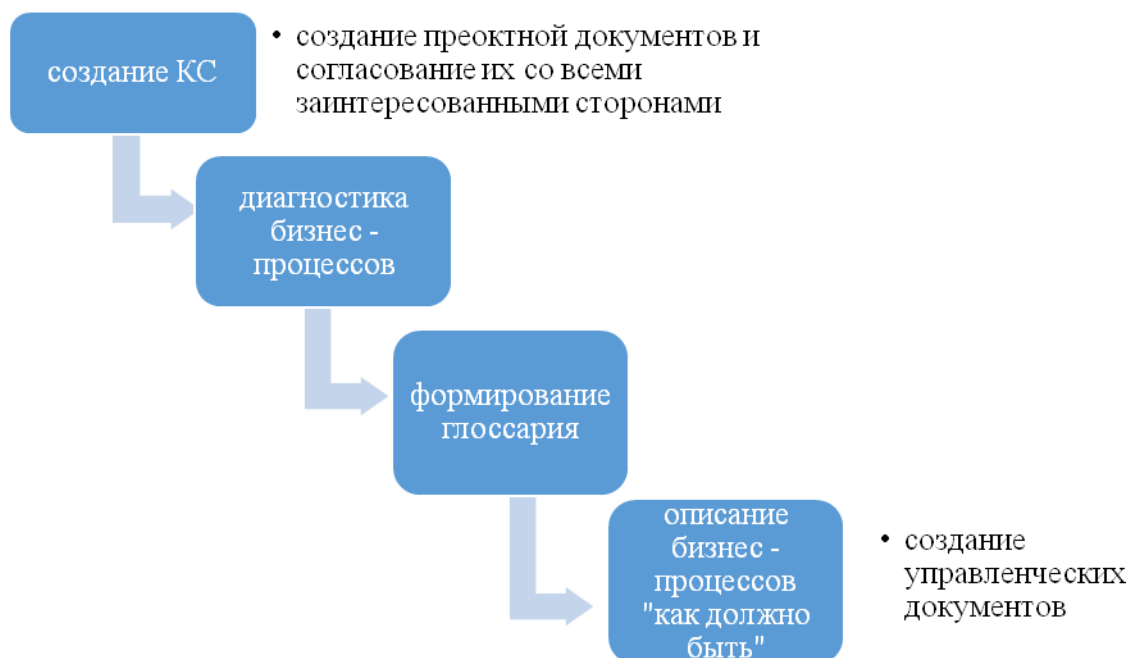 создание КС
• создание преоктной документов и
согласование их со всеми
заинтересованными сторонами
диагностика
бизнес -
процессов
формирование
глоссария
описание
бизнес -
процессов
"как должно
быть"
• создание
управленческих
документов